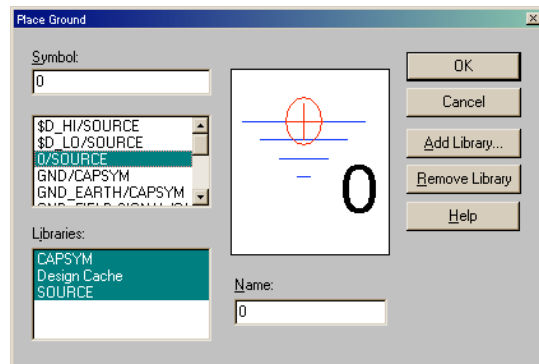 Place Ground
Symbol:
0
$D_HI/SOURCE
$D_LO/SOURCE
0/SOURCE
GND/CAPSYM
GND_EARTH/CAPSYM
Libraries:
CAPSYM
Design Cache
SOURCE
0
Name:
0
OK
Cancel
Add Library...
Remove Library
Help